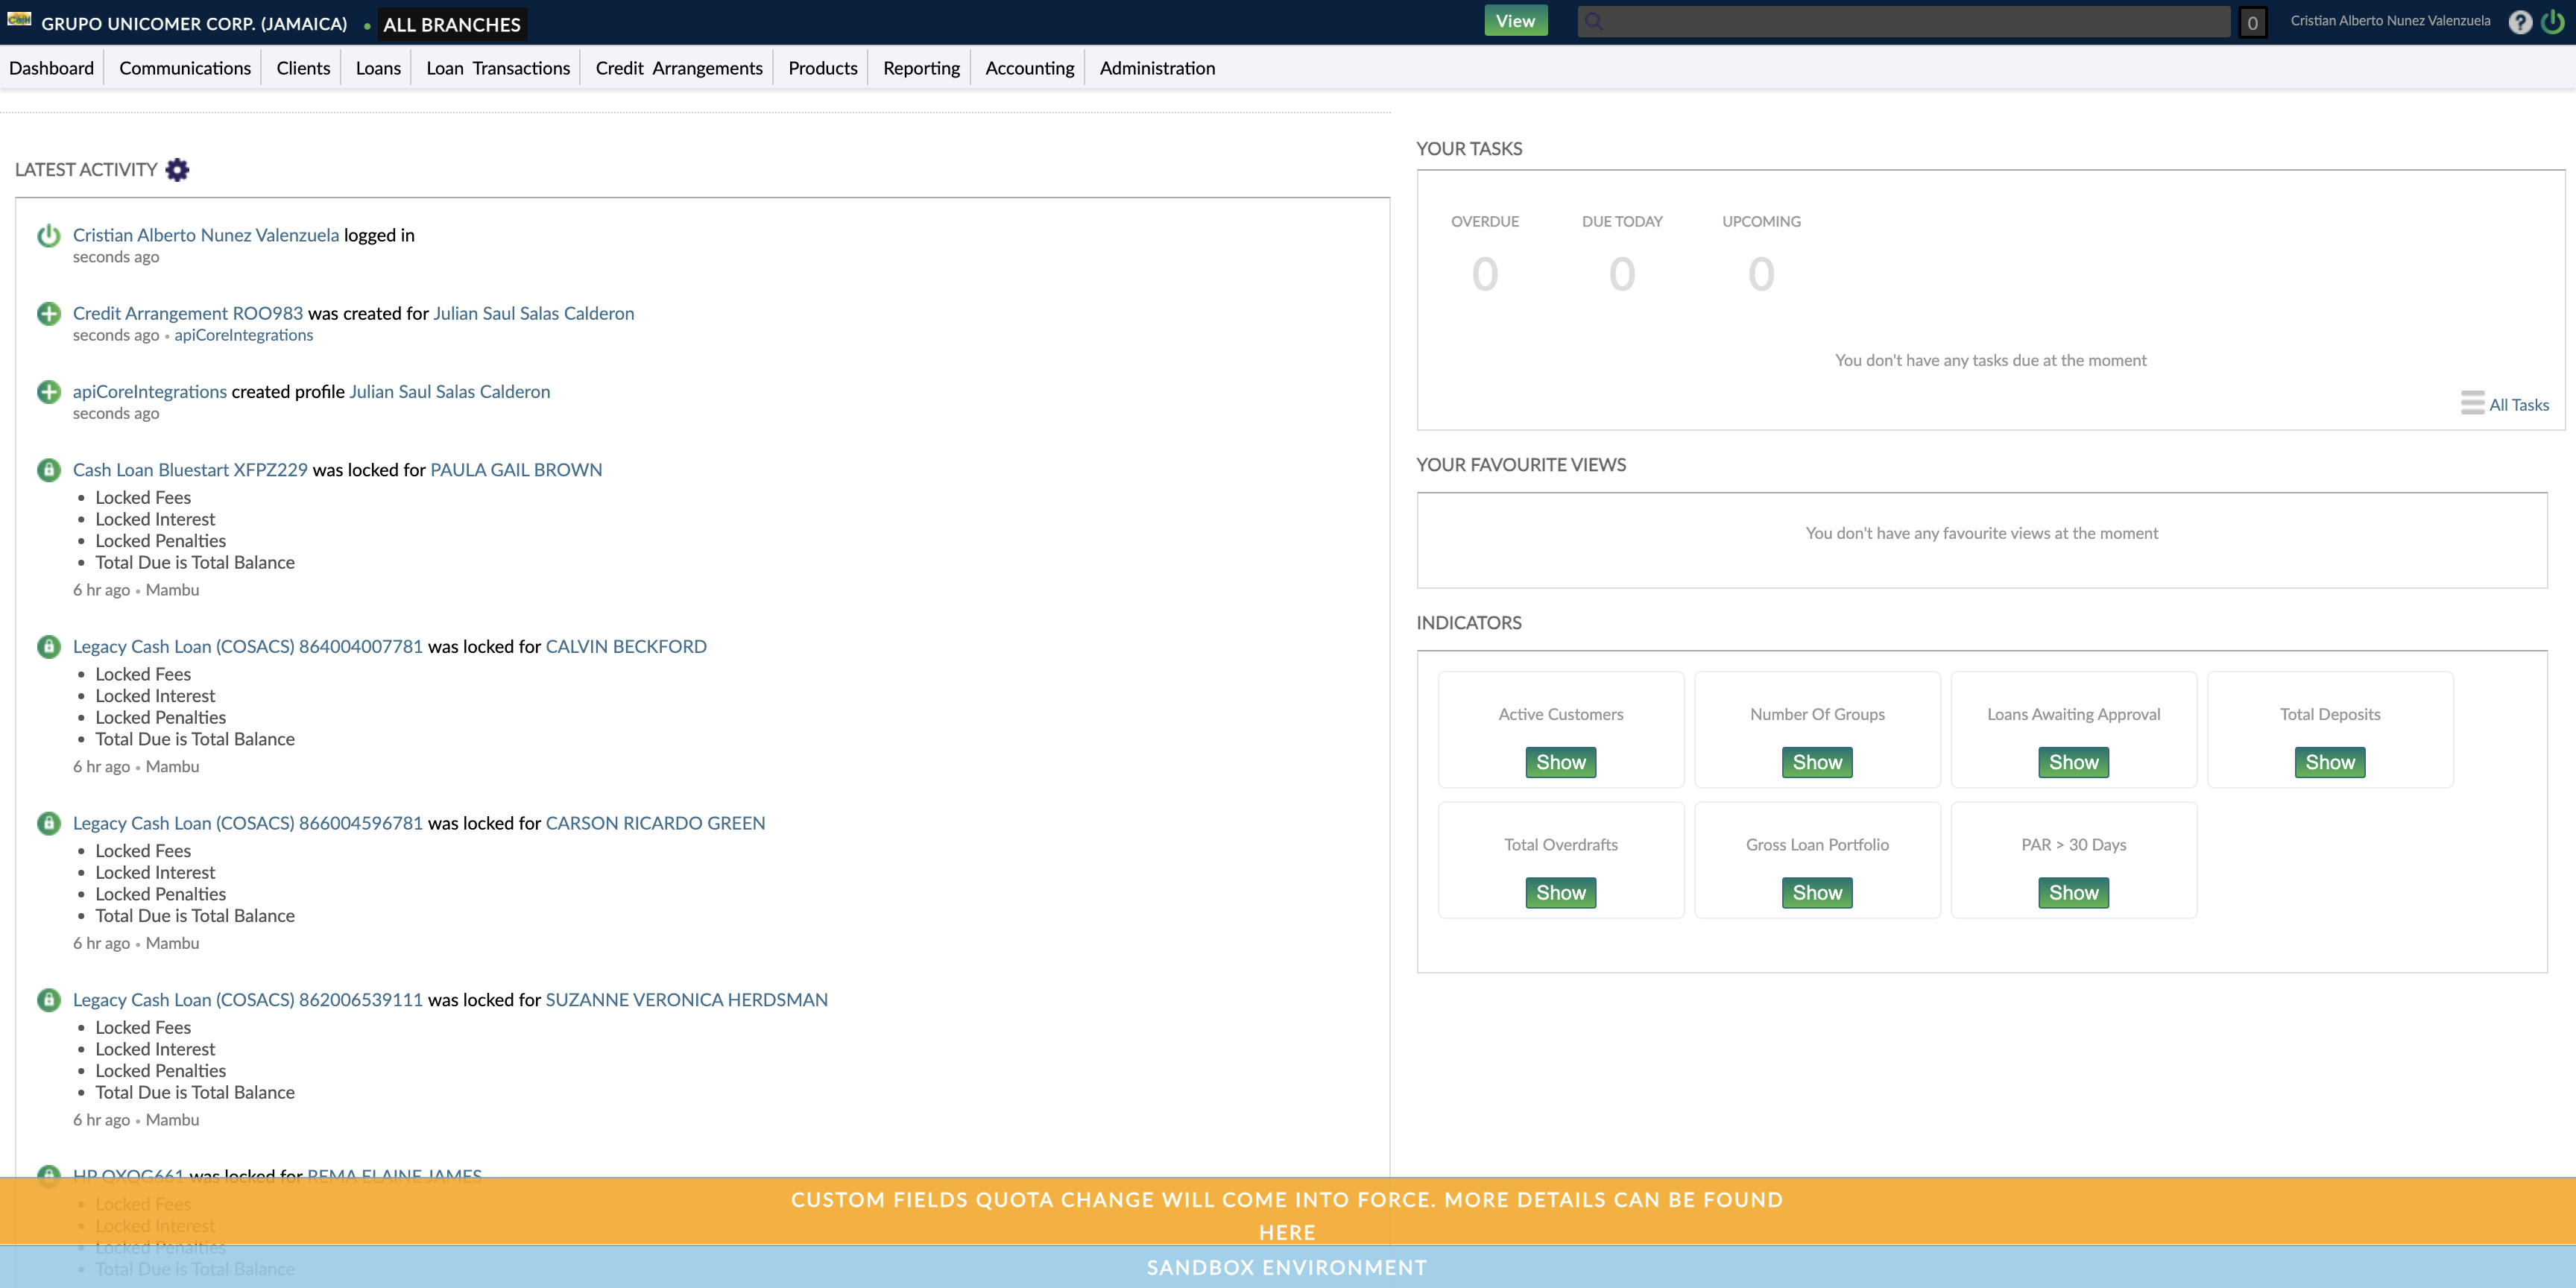 GRUPO UNICOMER CORP. (JAMAICA) • ALL BRANCHES
View
0
Cristian Alberto Nunez Valenzuela
?
Dashboard Communications Clients Loans Loan Transactions Credit Arrangements Products Reporting Accounting Administration
LATEST ACTIVITY
Cristian Alberto Nunez Valenzuela logged in
seconds ago
Credit Arrangement ROO983 was created for Julian Saul Salas Calderon
seconds ago • apiCoreIntegrations
apiCoreIntegrations created profile Julian Saul Salas Calderon
seconds ago
Cash Loan Bluestart XFPZ229 was locked for PAULA GAIL BROWN
• Locked Fees
• Locked Interest
• Locked Penalties
• Total Due is Total Balance
6 hr ago • Mambu
Legacy Cash Loan (COSACS) 864004007781 was locked for CALVIN BECKFORD
• Locked Fees
• Locked Interest
• Locked Penalties
• Total Due is Total Balance
6 hr ago • Mambu
Legacy Cash Loan (COSACS) 866004596781 was locked for CARSON RICARDO GREEN
• Locked Fees
• Locked Interest
• Locked Penalties
• Total Due is Total Balance
6 hr ago • Mambu
Legacy Cash Loan (COSACS) 862006539111 was locked for SUZANNE VERONICA HERDSMAN
• Locked Fees
• Locked Interest
• Locked Penalties
• Total Due is Total Balance
6 hr ago • Mambu
HP QXQG661 was locked for REMA ELAINE JAMES
• Locked Fees
• Locked Interest
• Locked Penalties
• Total Due is Total Balance
YOUR TASKS
OVERDUE DUE TODAY UPCOMING
0 0 0
You don't have any tasks due at the moment
All Tasks
YOUR FAVOURITE VIEWS
You don't have any favourite views at the moment
INDICATORS
Active Customers Number Of Groups Loans Awaiting Approval Total Deposits
Show Show Show Show
Total Overdrafts Gross Loan Portfolio PAR > 30 Days
Show Show Show
CUSTOM FIELDS QUOTA CHANGE WILL COME INTO FORCE. MORE DETAILS CAN BE FOUND
HERE
SANDBOX ENVIRONMENT